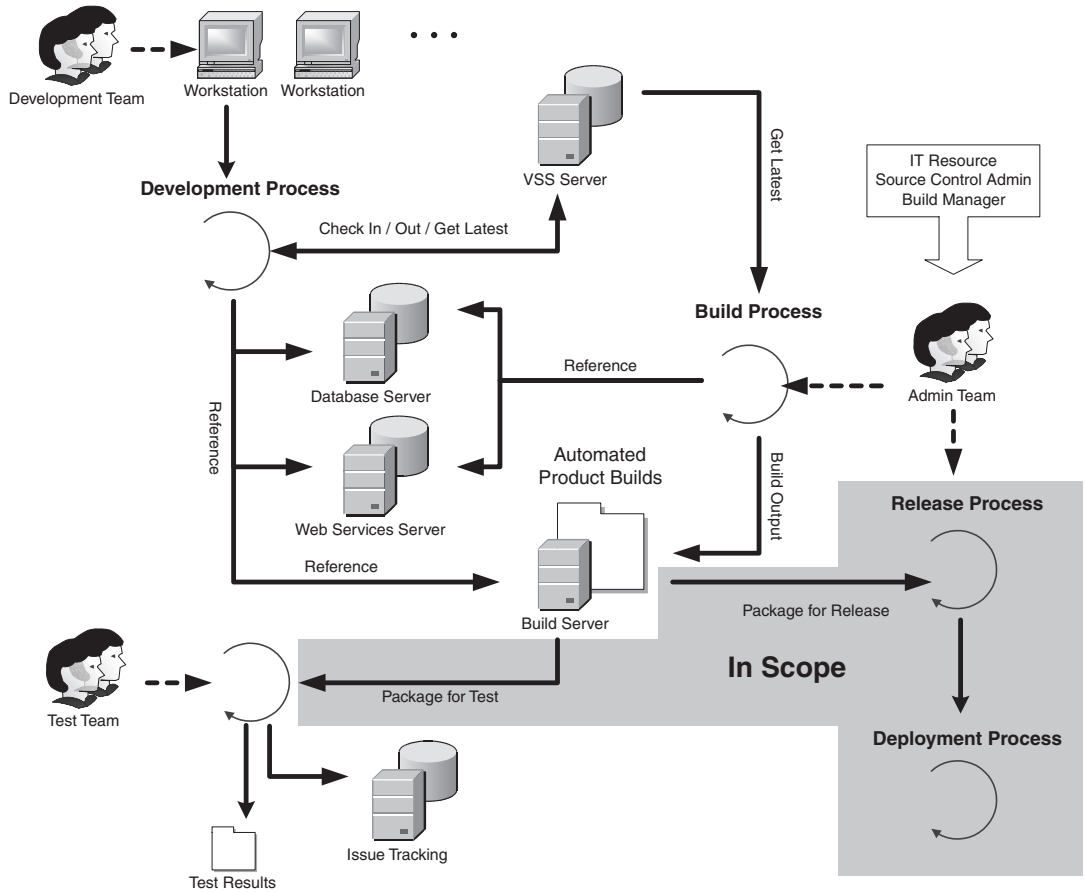 Development Team
Workstation
Workstation
. . .
VSS Server
Get Latest
IT Resource
Source Control Admin
Build Manager
Development Process
Check In / Out / Get Latest
Build Process
Database Server
Reference
Admin Team
Reference
Web Services Server
Automated
Product Builds
Build Output
Release Process
Reference
Build Server
Package for Release
In Scope
Test Team
Package for Test
Deployment Process
Issue Tracking
Test Results